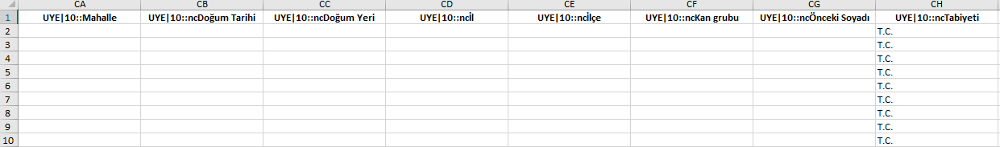 CA CB CC CD CE CF CG CH
1 UYE|10::Mahalle UYE|10::ncDoğum Tarihi UYE|10::ncDoğum Yeri UYE|10::ncİl UYE|10::ncİlçe UYE|10::ncKan grubu UYE|10::ncÖnceki Soyadı UYE|10::ncTabiyeti
2 T.C.
3 T.C.
4 T.C.
5 T.C.
6 T.C.
7 T.C.
8 T.C.
9 T.C.
10 T.C.